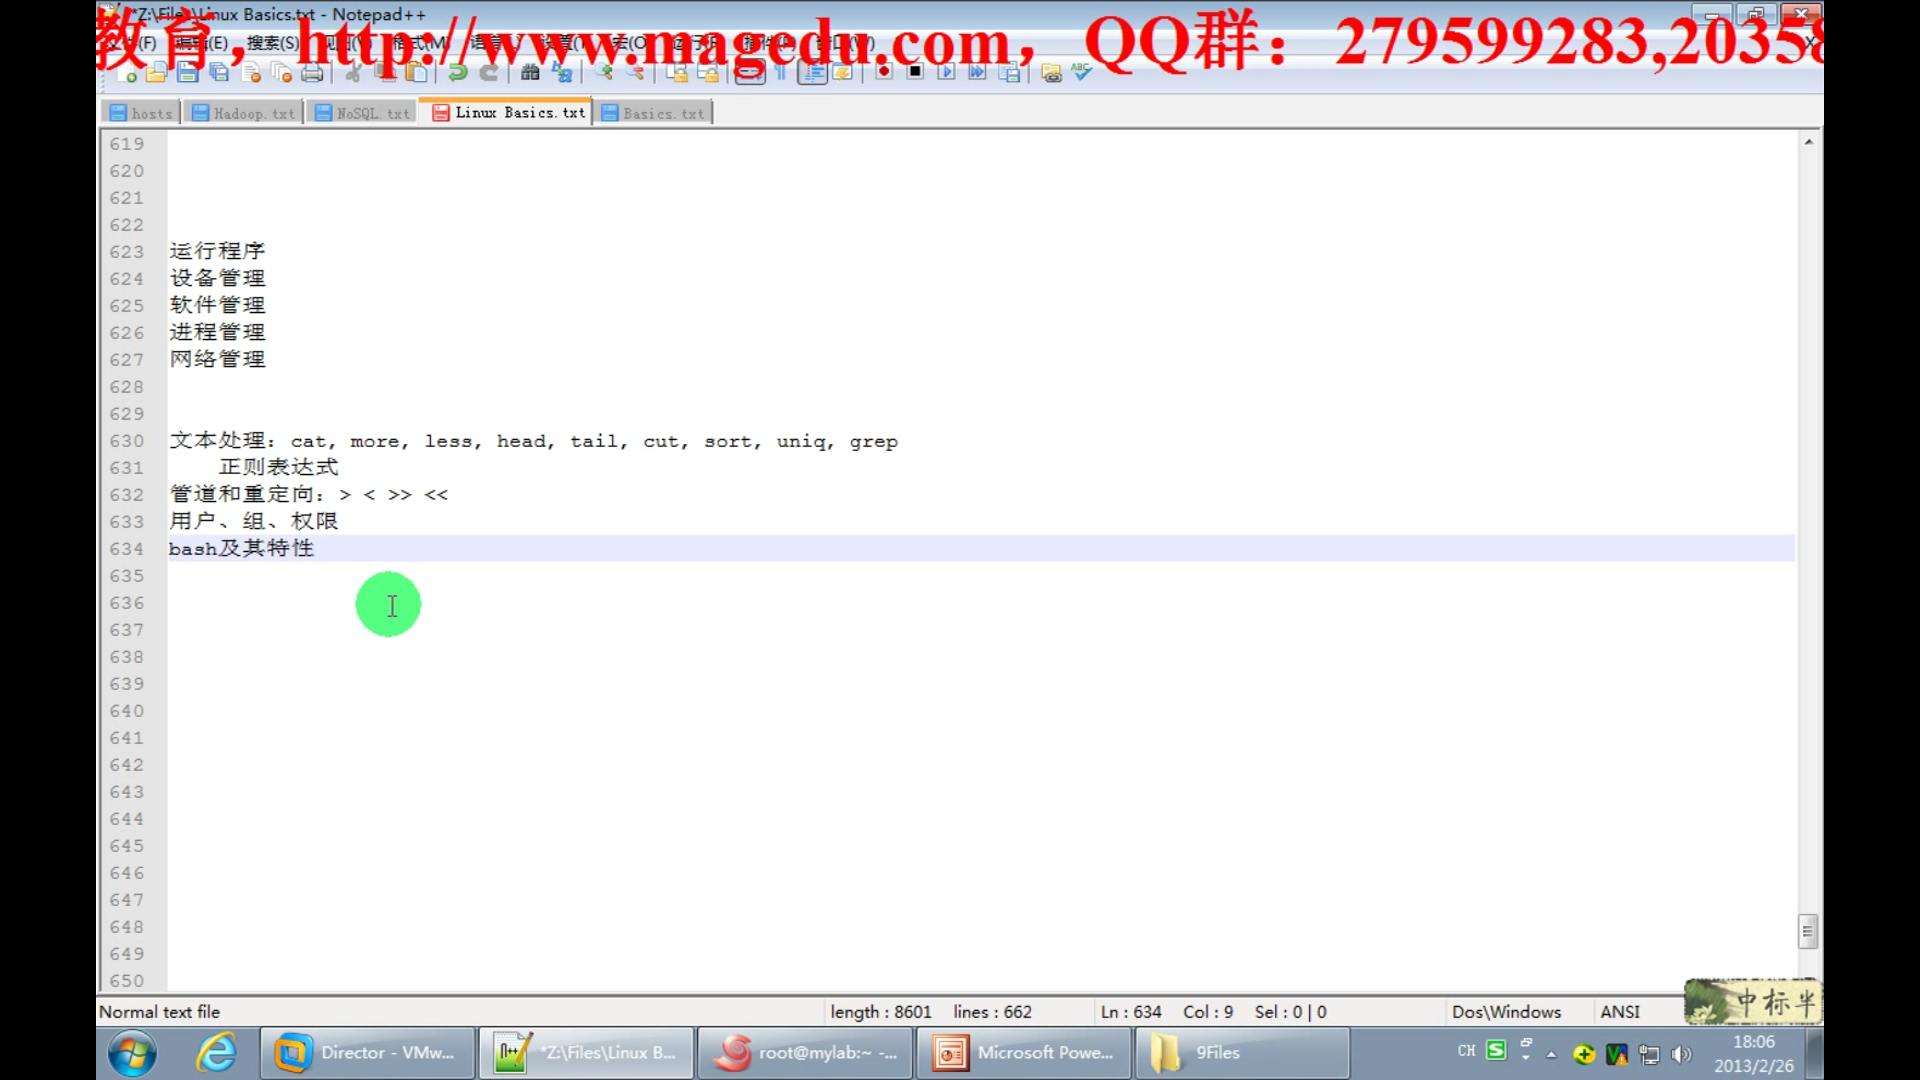 *Z:\Files\Linux Basics.txt - Notepad++
教育，http://www.magedu.com，QQ群：279599283,20358
hosts Hadoop.txt NoSQL.txt Linux Basics.txt Basics.txt
619
620
621
622
623 运行程序
624 设备管理
625 软件管理
626 进程管理
627 网络管理
628
629
630 文本处理：cat, more, less, head, tail, cut, sort, uniq, grep
631 正则表达式
632 管道和重定向：> < >> <<
633 用户、组、权限
634 bash及其特性
635
636
637
638
639
640
641
642
643
644
645
646
647
648
649
650
Normal text file length : 8601 lines : 662 Ln : 634 Col : 9 Sel : 0 | 0 Dos\Windows ANSI
中标半
Director - VMw... *Z:\Files\Linux B... root@mylab:~ -... Microsoft Powe... 9Files CH 18:06
2013/2/26